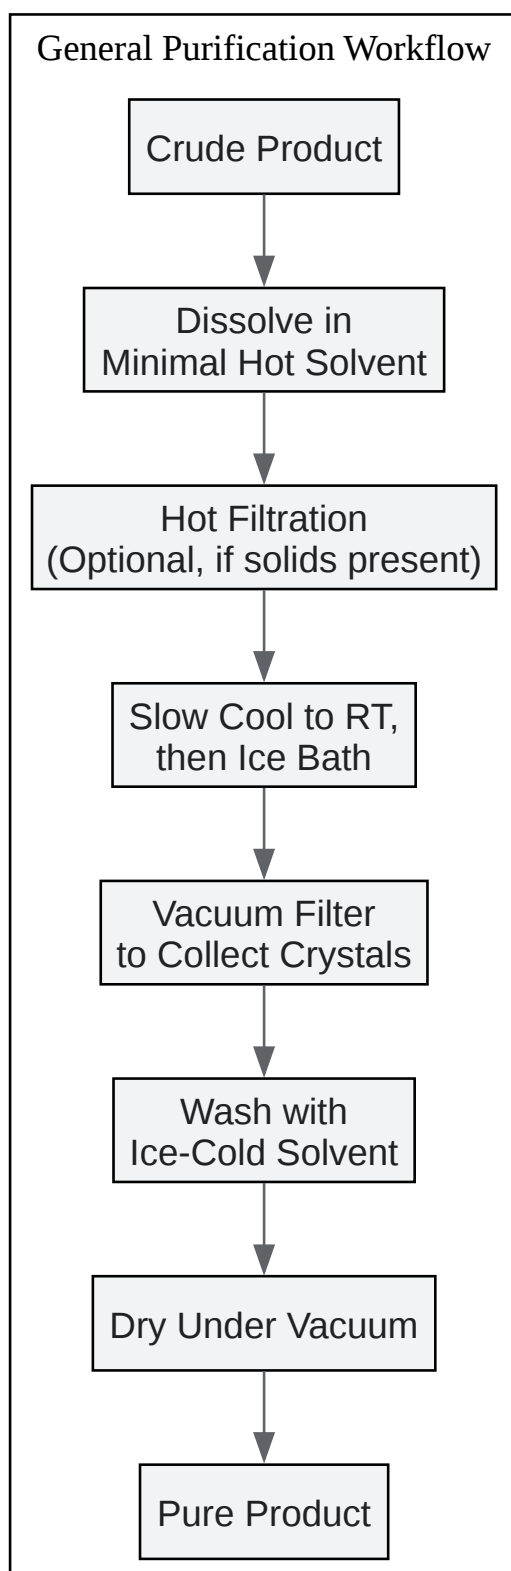 General Purification Workflow
Crude Product
Dissolve in
Minimal Hot Solvent
Hot Filtration
(Optional, if solids present)
Slow Cool to RT,
then Ice Bath
Vacuum Filter
to Collect Crystals
Wash with
Ice-Cold Solvent
Dry Under Vacuum
Pure Product